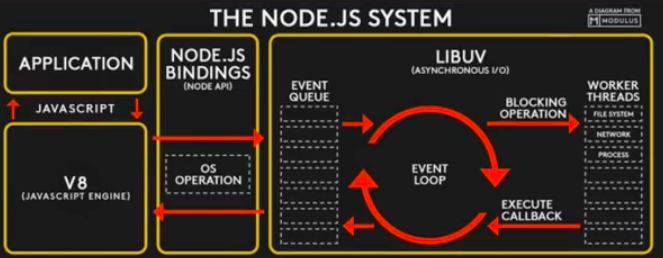 THE NODE.JS SYSTEM
A DIAGRAM FROM
MODULUS
APPLICATION
JAVASCRIPT
V8
(JAVASCRIPT ENGINE)
NODE.JS
BINDINGS
(NODE API)
OS
OPERATION
LIBUV
(ASYNCHRONOUS I/O)
EVENT
QUEUE
EVENT
LOOP
BLOCKING
OPERATION
EXECUTE
CALLBACK
WORKER
THREADS
FILE SYSTEM
NETWORK
PROCESS